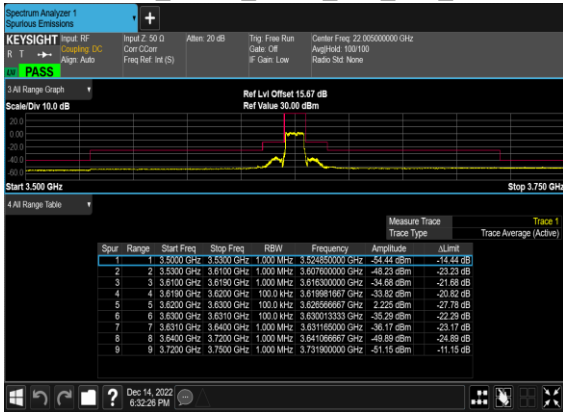 Spectrum Analyzer 1
Spurious Emissions
KEYSIGHT Input: RF Input Z: 50 Ω Atten: 20 dB Trig: Free Run Center Freq: 22.005000000 GHz
R T Coupling: DC Corr CCorr Gate: Off Avg|Hold: 100/100
Align: Auto Freq Ref: Int (S) IF Gain: Low Radio Std: None
PASS
3 All Range Graph
Ref Lvl Offset 15.67 dB
Scale/Div 10.0 dB Ref Value 30.00 dBm
20.0
0.00
-20.0
-40.0
-60.0
Start 3.500 GHz Stop 3.750 GHz
4 All Range Table
Measure Trace Trace 1
Trace Type Trace Average (Active)
Spur Range Start Freq Stop Freq RBW Frequency Amplitude ΔLimit
1 1 3.5000 GHz 3.5300 GHz 1.000 MHz 3.524850000 GHz -54.44 dBm -14.44 dB
2 2 3.5300 GHz 3.6100 GHz 1.000 MHz 3.607600000 GHz -48.23 dBm -23.23 dB
3 3 3.6100 GHz 3.6190 GHz 1.000 MHz 3.616300000 GHz -34.68 dBm -21.68 dB
4 4 3.6190 GHz 3.6200 GHz 100.0 kHz 3.619981667 GHz -33.82 dBm -20.82 dB
5 5 3.6200 GHz 3.6300 GHz 100.0 kHz 3.626566667 GHz 2.225 dBm -27.78 dB
6 6 3.6300 GHz 3.6310 GHz 100.0 kHz 3.630013333 GHz -35.29 dBm -22.29 dB
7 7 3.6310 GHz 3.6400 GHz 1.000 MHz 3.631165000 GHz -36.17 dBm -23.17 dB
8 8 3.6400 GHz 3.7200 GHz 1.000 MHz 3.641066667 GHz -49.89 dBm -24.89 dB
9 9 3.7200 GHz 3.7500 GHz 1.000 MHz 3.731900000 GHz -51.15 dBm -11.15 dB
Dec 14, 2022
6:32:26 PM